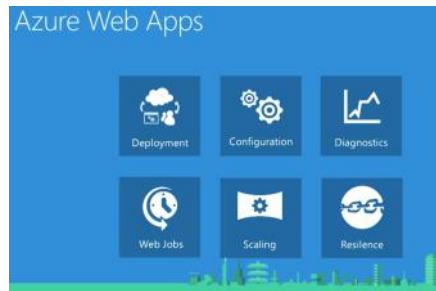 Azure Web Apps
Deployment
Configuration
Diagnostics
Web Jobs
Scaling
Resilence